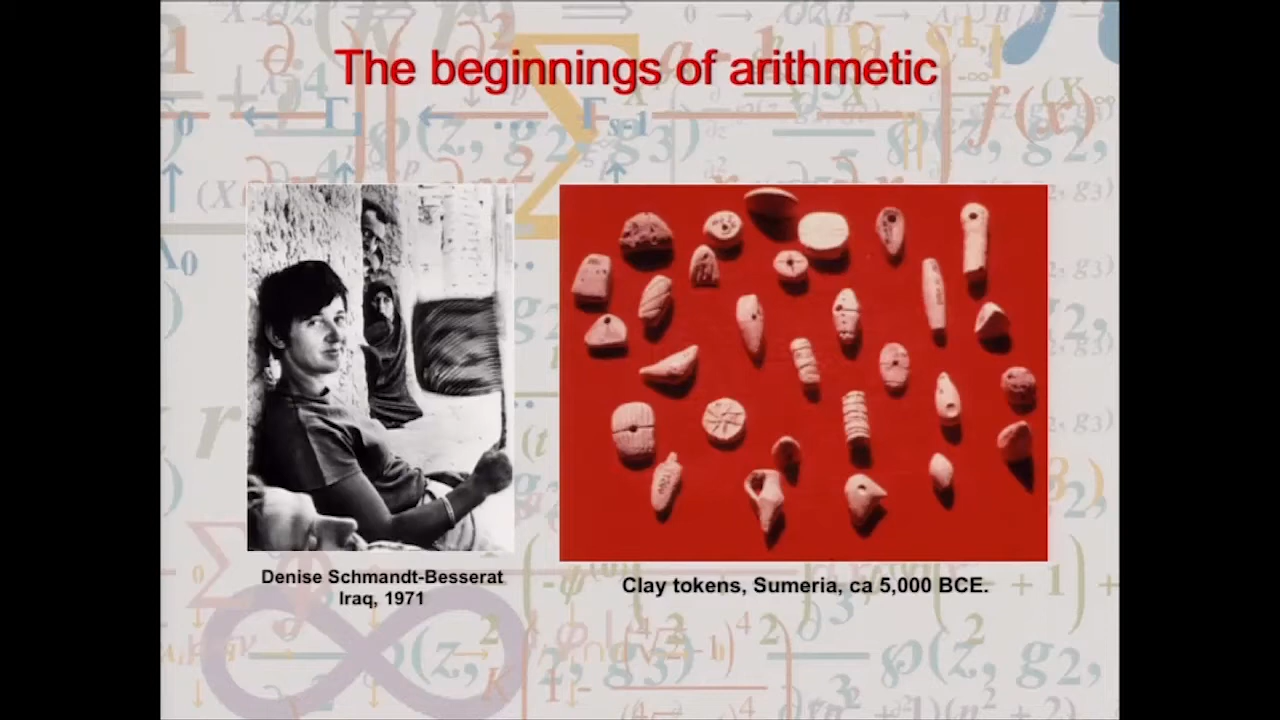 The beginnings of arithmetic
Denise Schmandt-Besserat
Iraq, 1971
Clay tokens, Sumeria, ca 5,000 BCE.